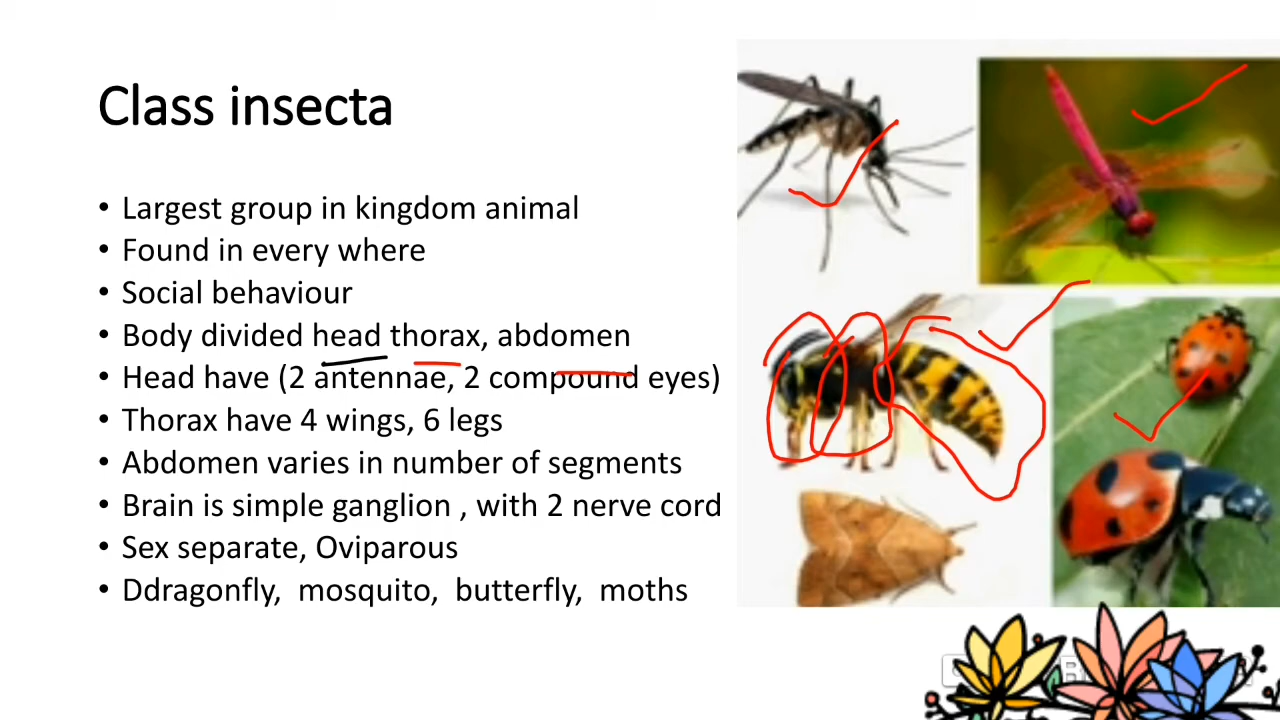 Class insecta
• Largest group in kingdom animal
• Found in every where
• Social behaviour
• Body divided head thorax, abdomen
• Head have (2 antennae, 2 compound eyes)
• Thorax have 4 wings, 6 legs
• Abdomen varies in number of segments
• Brain is simple ganglion , with 2 nerve cord
• Sex separate, Oviparous
• Ddragonfly, mosquito, butterfly, moths